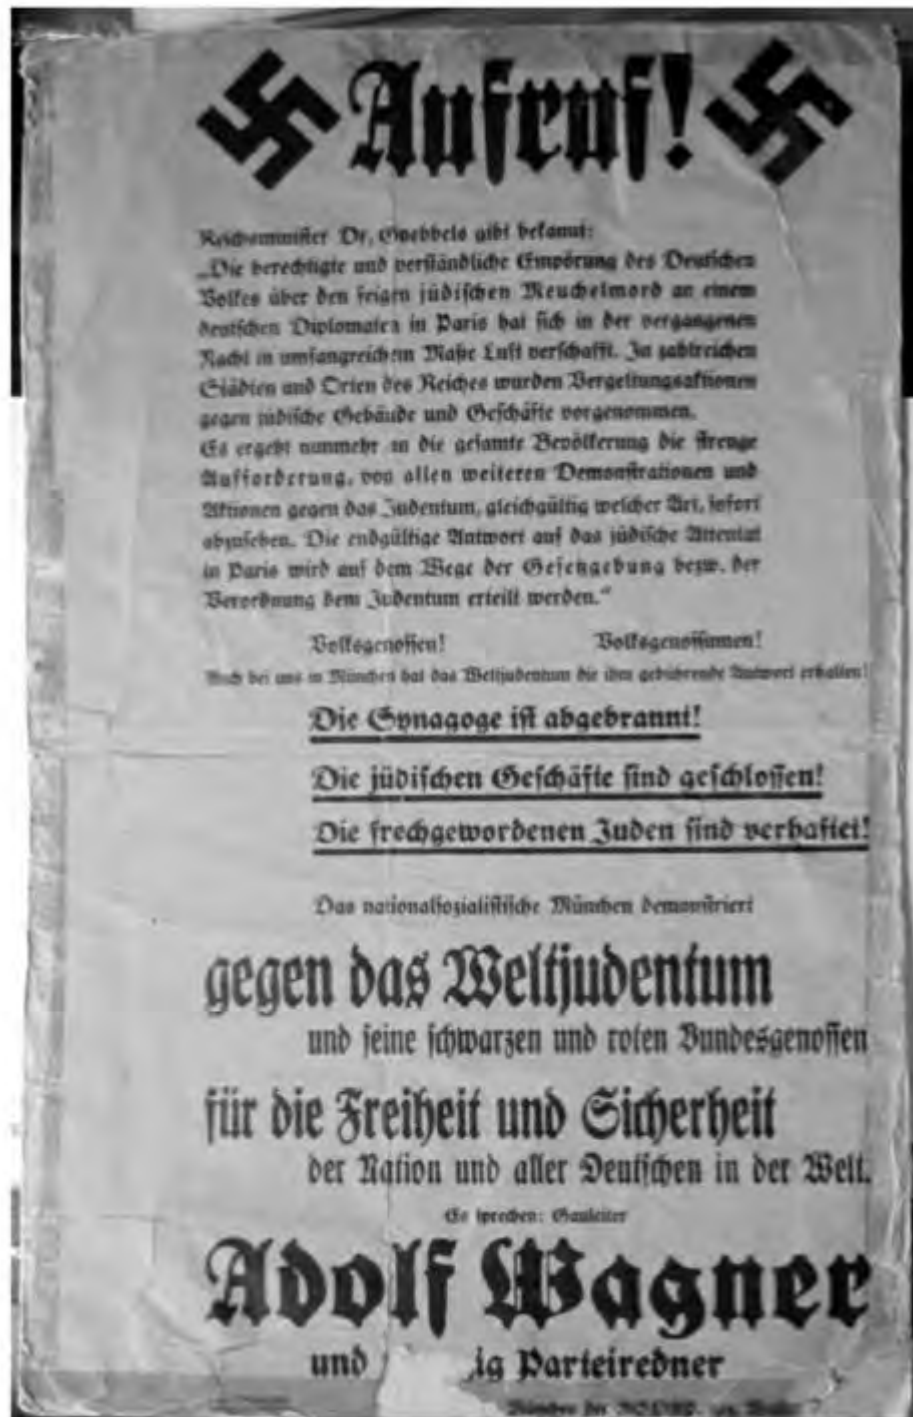 Aufruf!
Reichsminister Dr. Goebbels gibt bekannt:
„Die berechtigte und verständliche Empörung des Deutschen
Volkes über den feigen jüdischen Meuchelmord an einem
deutschen Diplomaten in Paris hat sich in der vergangenen
Nacht in umfangreichem Maße Luft verschafft. In zahlreichen
Städten und Orten des Reiches wurden Vergeltungsaktionen
gegen jüdische Gebäude und Geschäfte vorgenommen.
Es ergeht nunmehr an die gesamte Bevölkerung die strenge
Aufforderung, von allen weiteren Demonstrationen und
Aktionen gegen das Judentum, gleichgültig welcher Art, sofort
abzusehen. Die endgültige Antwort auf das jüdische Attentat
in Paris wird auf dem Wege der Gesetzgebung bezw. der
Verordnung dem Judentum erteilt werden.“
Volksgenossen! Volksgenossinnen!
Auch bei uns in München hat das Weltjudentum die ihm gebührende Antwort erhalten!
Die Synagoge ist abgebrannt!
Die jüdischen Geschäfte sind geschlossen!
Die frechgewordenen Juden sind verhaftet!
Das nationalsozialistische München demonstriert
gegen das Weltjudentum
und seine schwarzen und roten Bundesgenossen
für die Freiheit und Sicherheit
der Nation und aller Deutschen in der Welt.
Es sprechen: Gauleiter
Adolf Wagner
und ig Parteiredner
München der NSDAP.